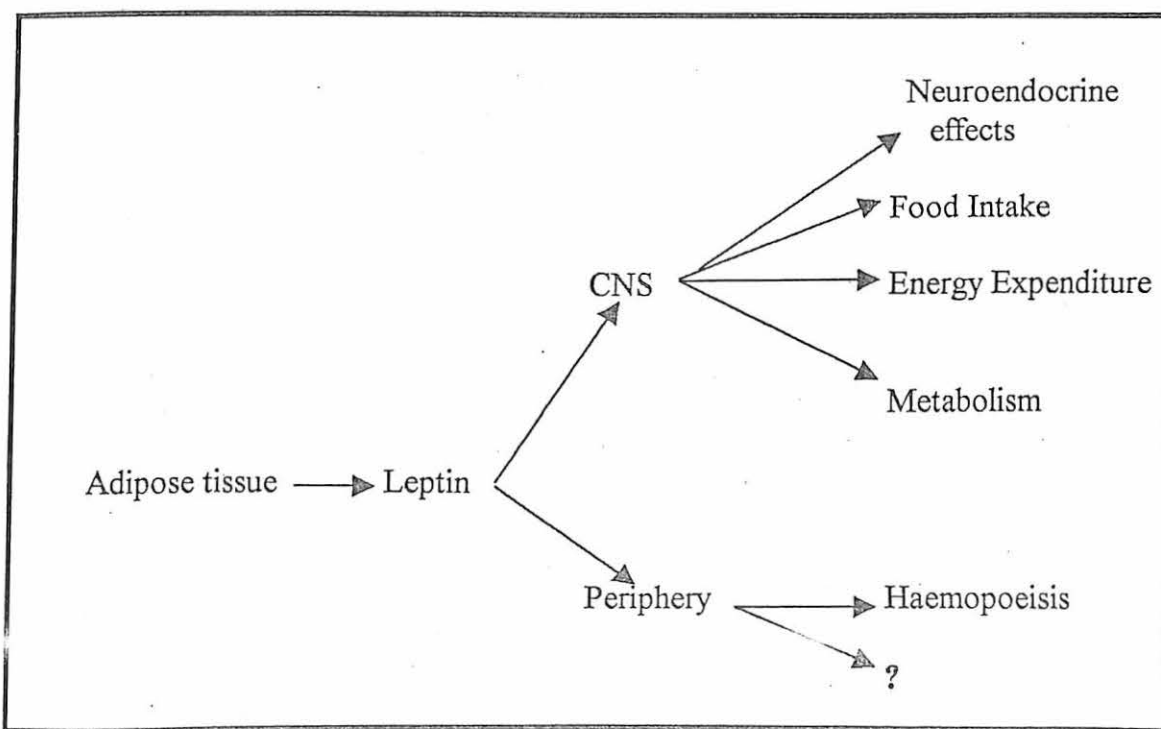 Neuroendocrine
effects
Food Intake
CNS
Energy Expenditure
Metabolism
Adipose tissue
Leptin
Periphery
Haemopoeisis
?